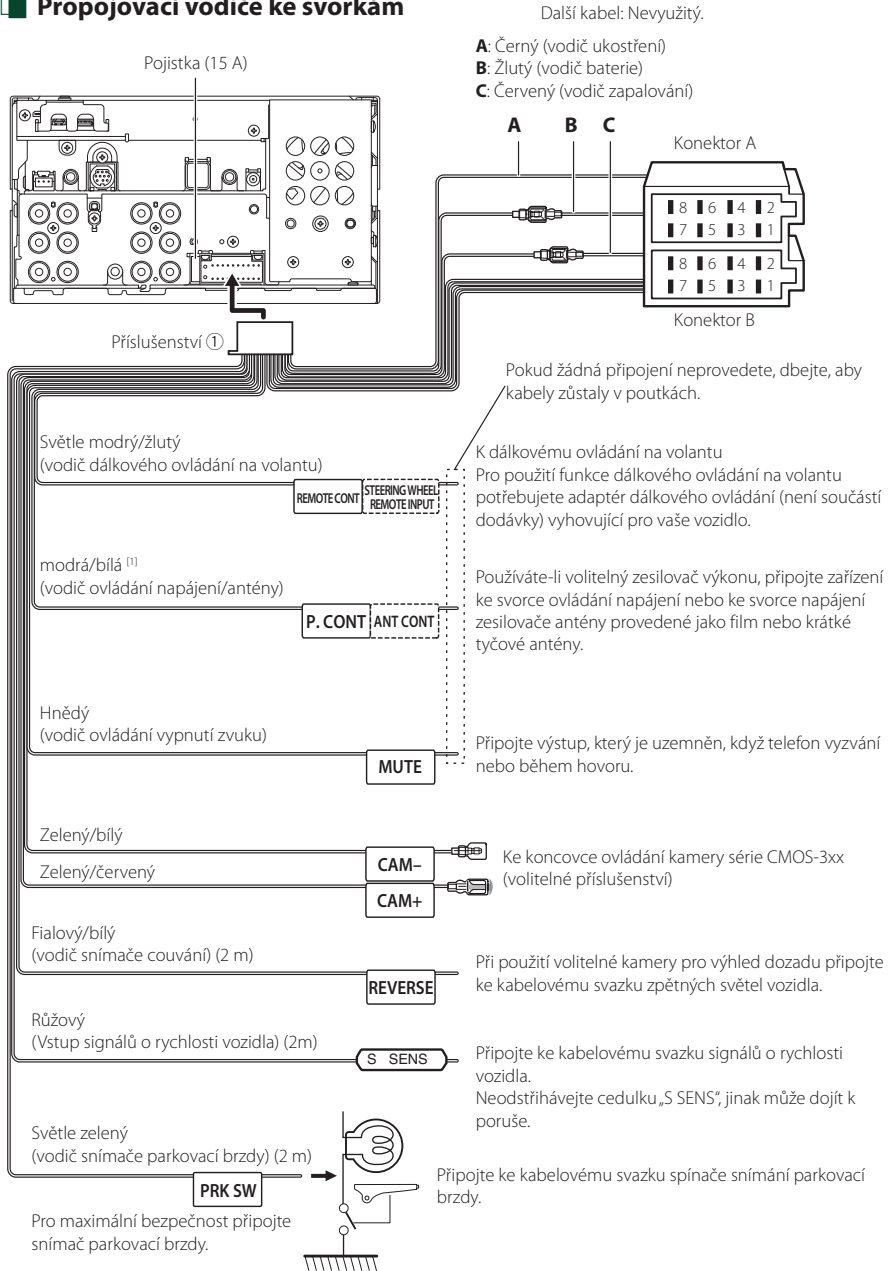 Propojovací vodiče ke svorkám
Další kabel: Nevyužitý.
A: Černý (vodič ukostření)
B: Žlutý (vodič baterie)
C: Červený (vodič zapalování)
Pojistka (15 A)
A B C
Konektor A
8 6 4 2
7 5 3 1
8 6 4 2
7 5 3 1
Konektor B
Příslušenství ①
Pokud žádná připojení neprovedete, dbejte, aby
kabely zůstaly v poutkách.
Světle modrý/žlutý
(vodič dálkového ovládání na volantu)
REMOTE CONT
STEERING WHEEL
REMOTE INPUT
K dálkovému ovládání na volantu
Pro použití funkce dálkového ovládání na volantu
potřebujete adaptér dálkového ovládání (není součástí
dodávky) vyhovující pro vaše vozidlo.
modrá/bílá [1]
(vodič ovládání napájení/antény)
P. CONT
ANT CONT
Používáte-li volitelný zesilovač výkonu, připojte zařízení
ke svorce ovládání napájení nebo ke svorce napájení
zesilovače antény provedené jako film nebo krátké
tyčové antény.
Hnědý
(vodič ovládání vypnutí zvuku)
MUTE
Připojte výstup, který je uzemněn, když telefon vyzvání
nebo během hovoru.
Zelený/bílý
CAM–
Zelený/červený
CAM+
Ke koncovce ovládání kamery série CMOS-3xx
(volitelné příslušenství)
Fialový/bílý
(vodič snímače couvání) (2 m)
REVERSE
Při použití volitelné kamery pro výhled dozadu připojte
ke kabelovému svazku zpětných světel vozidla.
Růžový
(Vstup signálů o rychlosti vozidla) (2m)
S SENS
Připojte ke kabelovému svazku signálů o rychlosti
vozidla.
Neodstřihávejte cedulku „S SENS“, jinak může dojít k
poruše.
Světle zelený
(vodič snímače parkovací brzdy) (2 m)
PRK SW
Připojte ke kabelovému svazku spínače snímání parkovací
brzdy.
Pro maximální bezpečnost připojte
snímač parkovací brzdy.